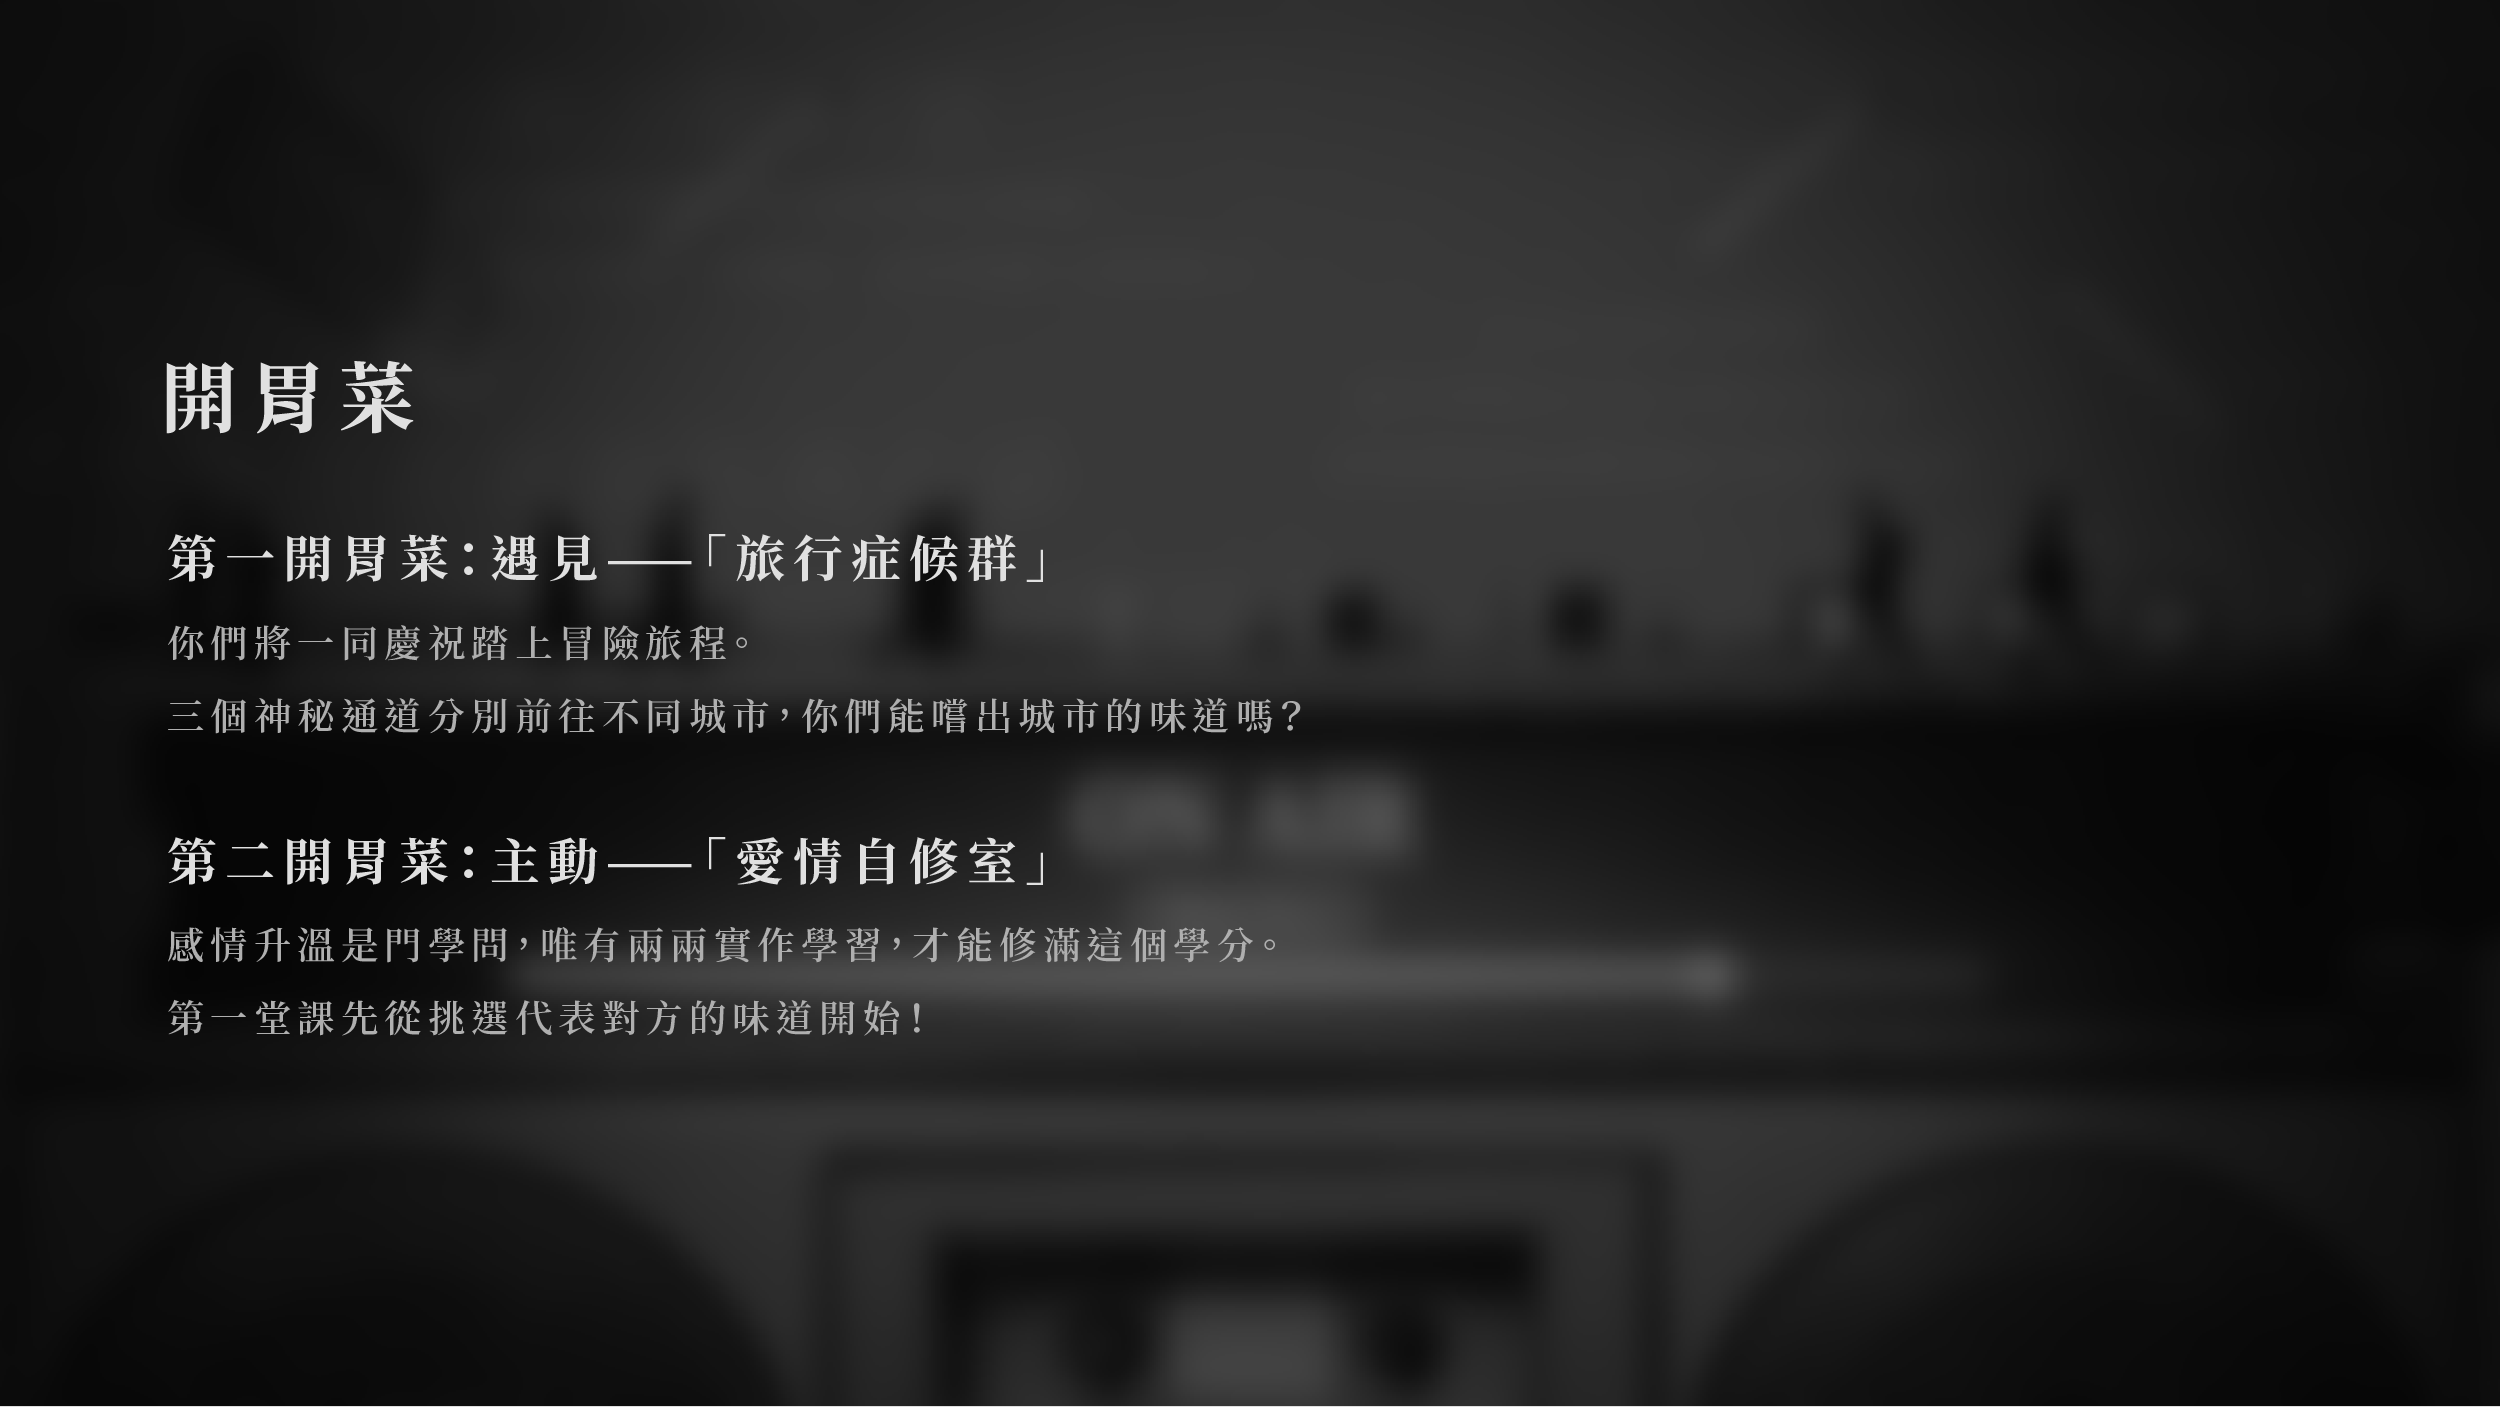 開胃菜
第一開胃菜：遇見——「旅行症候群」
你們將一同慶祝踏上冒險旅程。
三個神秘通道分別前往不同城市，你們能嚐出城市的味道嗎？
第二開胃菜：主動——「愛情自修室」
感情升溫是門學問，唯有兩兩實作學習，才能修滿這個學分。
第一堂課先從挑選代表對方的味道開始！